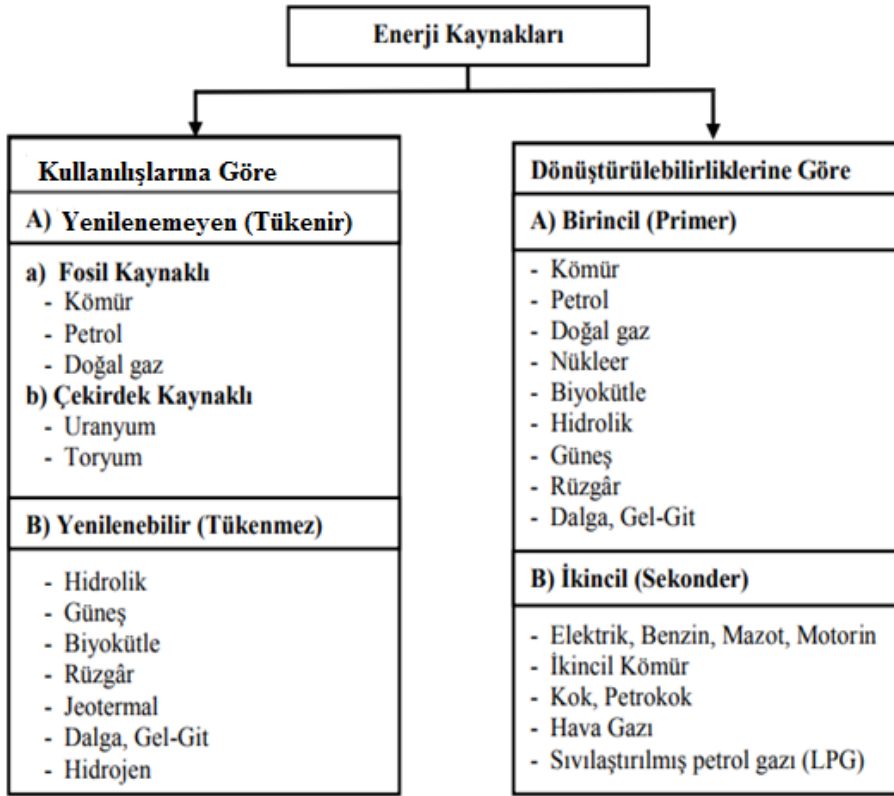 Enerji Kaynakları
Kullanılışlarına Göre
A) Yenilenemeyen (Tükenir)
a) Fosil Kaynaklı
- Kömür
- Petrol
- Doğal gaz
b) Çekirdek Kaynaklı
- Uranyum
- Toryum
B) Yenilenebilir (Tükenmez)
- Hidrolik
- Güneş
- Biyokütle
- Rüzgâr
- Jeotermal
- Dalga, Gel-Git
- Hidrojen
Dönüştürülebilirliklerine Göre
A) Birincil (Primer)
- Kömür
- Petrol
- Doğal gaz
- Nükleer
- Biyokütle
- Hidrolik
- Güneş
- Rüzgâr
- Dalga, Gel-Git
B) İkincil (Sekonder)
- Elektrik, Benzin, Mazot, Motorin
- İkincil Kömür
- Kok, Petrokok
- Hava Gazı
- Sıvılaştırılmış petrol gazı (LPG)